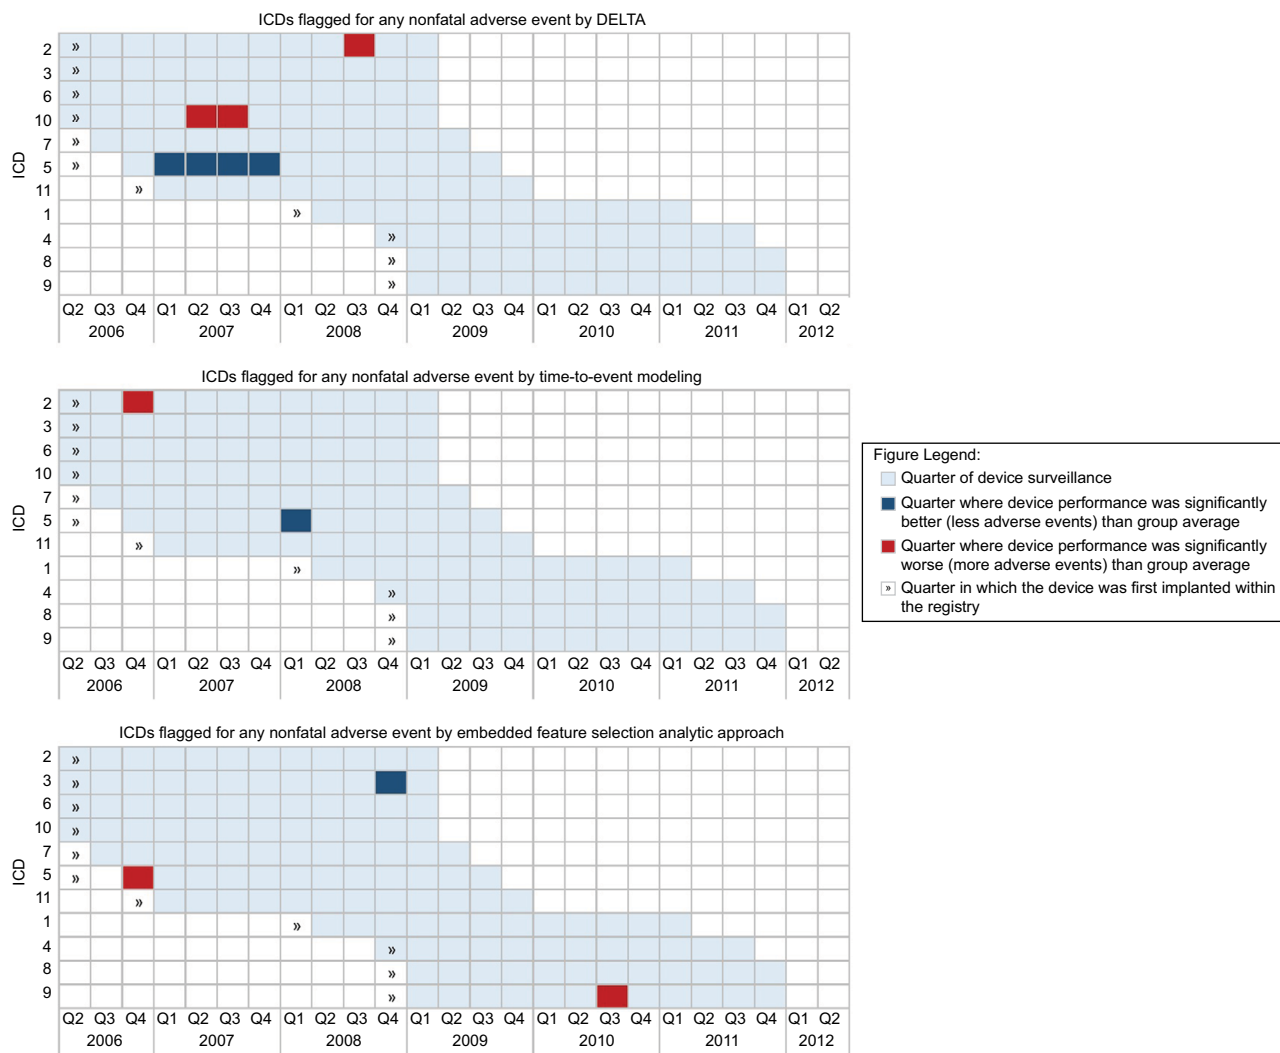 ICDs flagged for any nonfatal adverse event by DELTA
ICD
2 »
3 »
6 »
10 »
7 »
5 »
11 »
1 »
4 »
8 »
9 »
Q2 Q3 Q4 Q1 Q2 Q3 Q4 Q1 Q2 Q3 Q4 Q1 Q2 Q3 Q4 Q1 Q2 Q3 Q4 Q1 Q2 Q3 Q4 Q1 Q2
2006 2007 2008 2009 2010 2011 2012
ICDs flagged for any nonfatal adverse event by time-to-event modeling
ICD
2 »
3 »
6 »
10 »
7 »
5 »
11 »
1 »
4 »
8 »
9 »
Q2 Q3 Q4 Q1 Q2 Q3 Q4 Q1 Q2 Q3 Q4 Q1 Q2 Q3 Q4 Q1 Q2 Q3 Q4 Q1 Q2 Q3 Q4 Q1 Q2
2006 2007 2008 2009 2010 2011 2012
Figure Legend:
Quarter of device surveillance
Quarter where device performance was significantly
better (less adverse events) than group average
Quarter where device performance was significantly
worse (more adverse events) than group average
» Quarter in which the device was first implanted within
the registry
ICDs flagged for any nonfatal adverse event by embedded feature selection analytic approach
ICD
2 »
3 »
6 »
10 »
7 »
5 »
11 »
1 »
4 »
8 »
9 »
Q2 Q3 Q4 Q1 Q2 Q3 Q4 Q1 Q2 Q3 Q4 Q1 Q2 Q3 Q4 Q1 Q2 Q3 Q4 Q1 Q2 Q3 Q4 Q1 Q2
2006 2007 2008 2009 2010 2011 2012